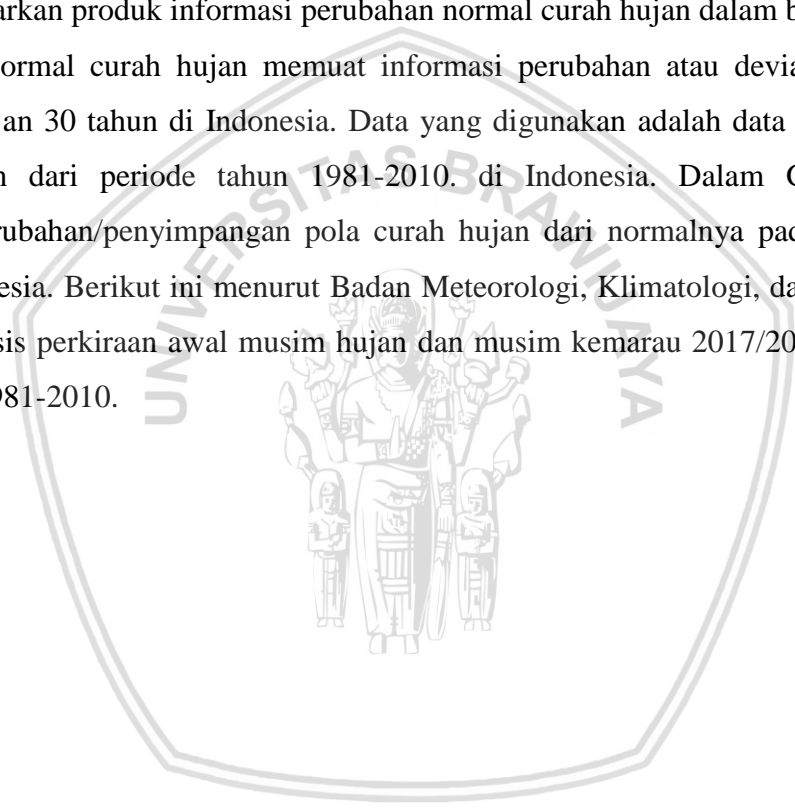 arkan produk informasi perubahan normal curah hujan dalam b
ormal curah hujan memuat informasi perubahan atau devia
an 30 tahun di Indonesia. Data yang digunakan adalah data
dari periode tahun 1981-2010. di Indonesia. Dalam
rubahan/penyimpangan pola curah hujan dari normalnya pad
esia. Berikut ini menurut Badan Meteorologi, Klimatologi, da
sis perkiraan awal musim hujan dan musim kemarau 2017/20
981-2010.
UNIVERSITAS BRAWIJAYA